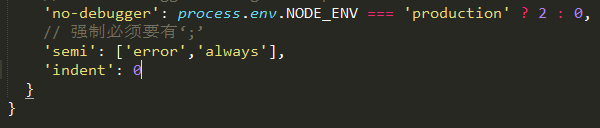 'no-debugger': process.env.NODE_ENV === 'production' ? 2 : 0,
// 强制必须要有‘;’
'semi': ['error','always'],
'indent': 0
}
}